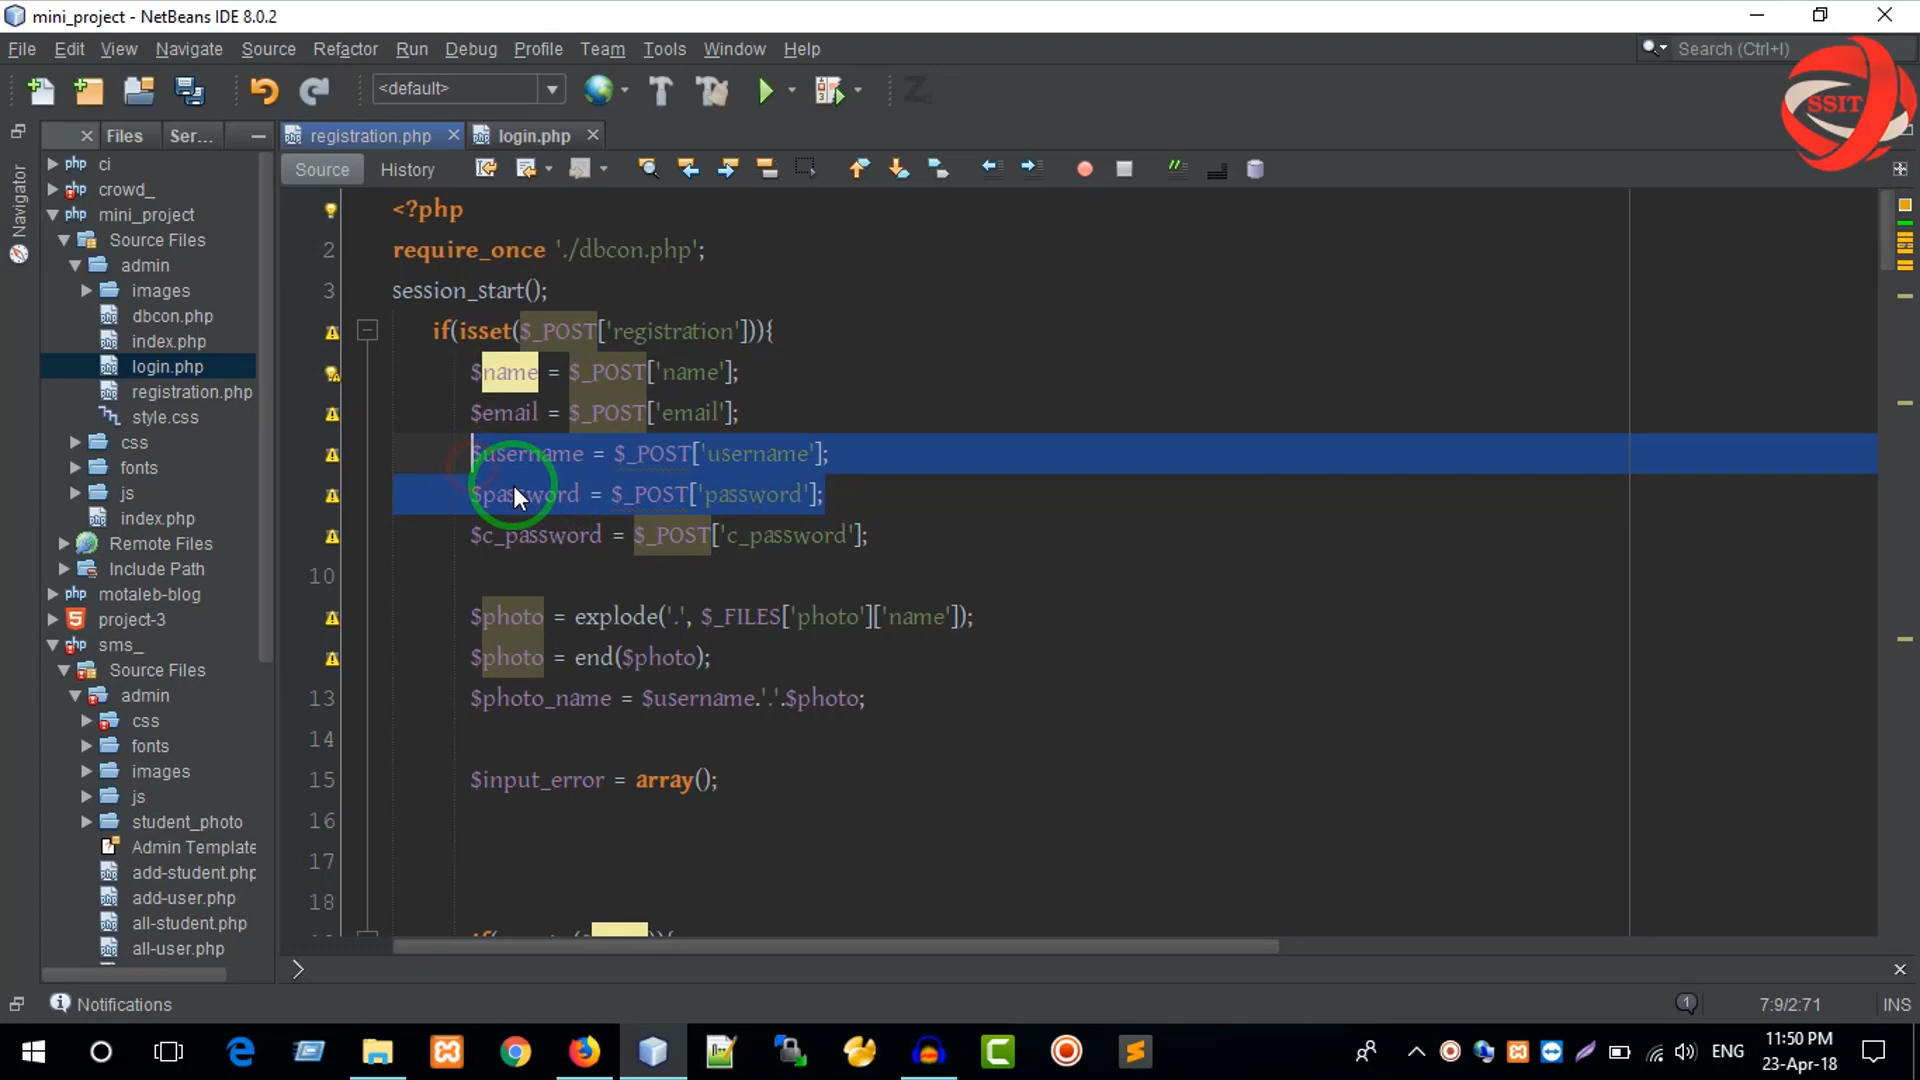 mini_project - NetBeans IDE 8.0.2
File Edit View Navigate Source Refactor Run Debug Profile Team Tools Window Help
Search (Ctrl+I)
<default>
SSIT
Files Ser...
registration.php login.php
Source History
Navigator
ci
crowd_
mini_project
Source Files
admin
images
dbcon.php
index.php
login.php
registration.php
style.css
css
fonts
js
index.php
Remote Files
Include Path
motaleb-blog
project-3
sms_
Source Files
admin
css
fonts
images
js
student_photo
Admin Template
add-student.php
add-user.php
all-student.php
all-user.php
<?php
2 require_once './dbcon.php';
3 session_start();
if(isset($_POST['registration'])){
$name = $_POST['name'];
$email = $_POST['email'];
$username = $_POST['username'];
$password = $_POST['password'];
$c_password = $_POST['c_password'];
10
$photo = explode('.', $_FILES['photo']['name']);
$photo = end($photo);
13 $photo_name = $username.'.'.$photo;
14
15 $input_error = array();
16
17
18
Notifications
1
7:9/2:71
INS
ENG
11:50 PM
23-Apr-18